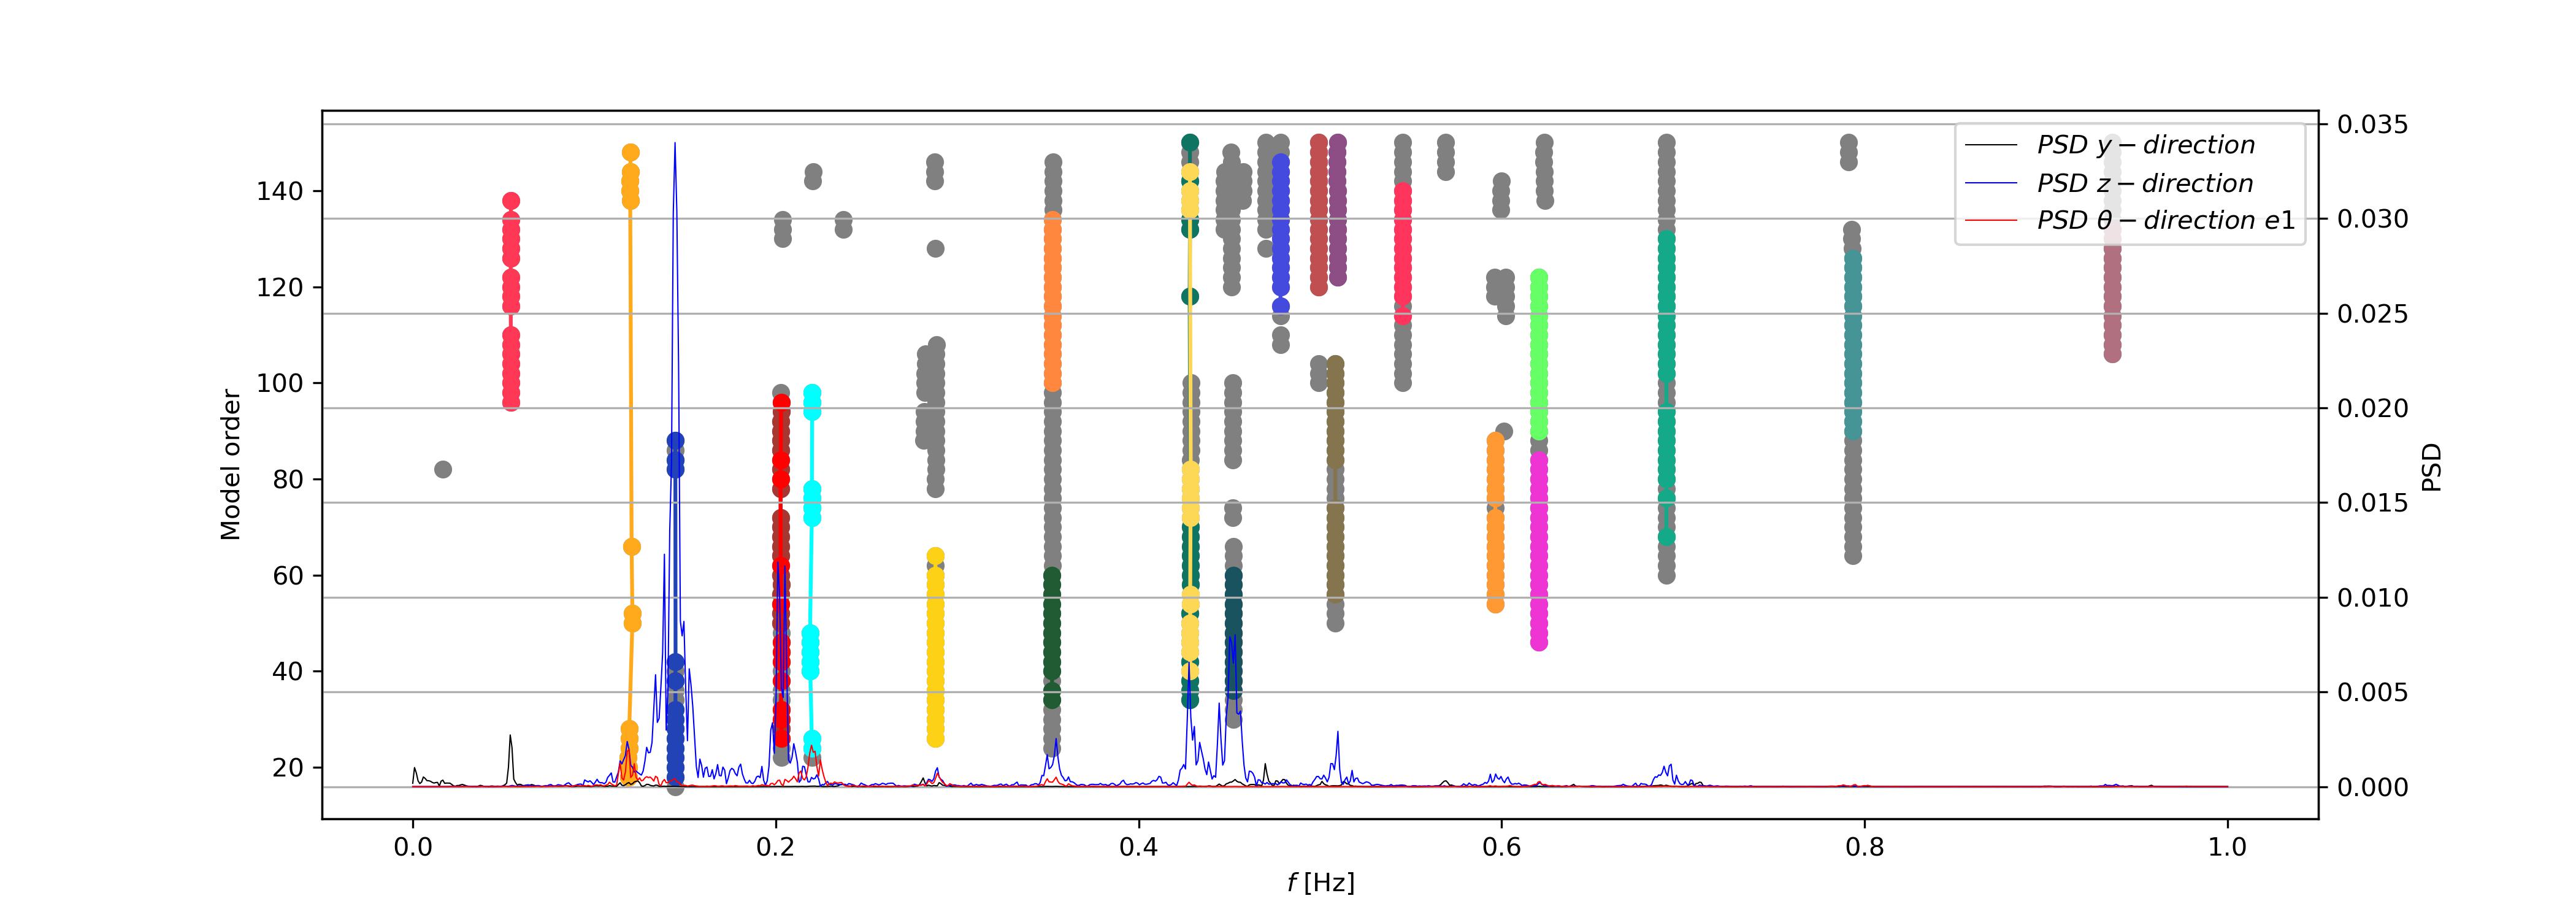 PSD y − direction
PSD z − direction
PSD θ − direction e1
Model order
140
120
100
80
60
40
20
0.035
0.030
0.025
0.020
0.015
0.010
0.005
0.000
PSD
0.0 0.2 0.4 0.6 0.8 1.0
f [Hz]